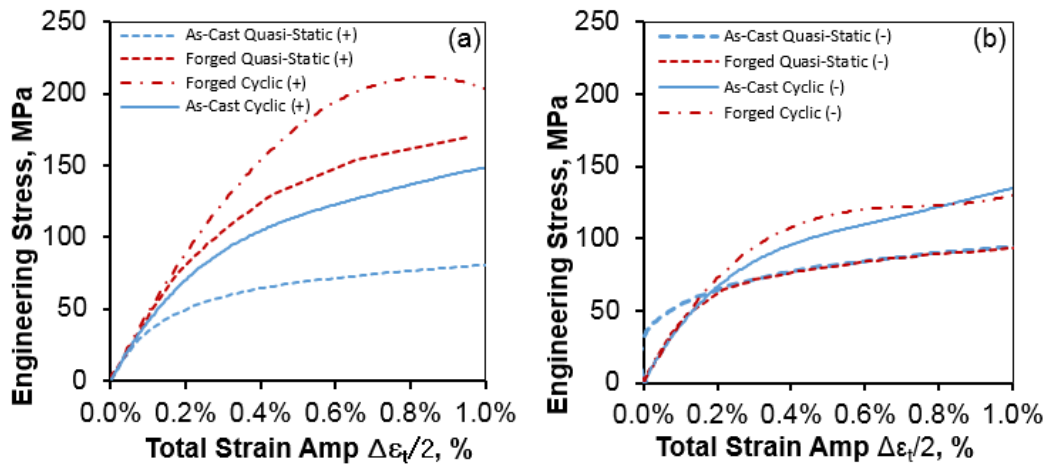 Engineering Stress, MPa
250
200
150
100
50
0
As-Cast Quasi-Static (+)
Forged Quasi-Static (+)
Forged Cyclic (+)
As-Cast Cyclic (+)
(a)
0.0% 0.2% 0.4% 0.6% 0.8% 1.0%
Total Strain Amp Δεt/2, %
Engineering Stress, MPa
250
200
150
100
50
0
As-Cast Quasi-Static (-)
Forged Quasi-Static (-)
As-Cast Cyclic (-)
Forged Cyclic (-)
(b)
0.0% 0.2% 0.4% 0.6% 0.8% 1.0%
Total Strain Amp Δεt/2, %